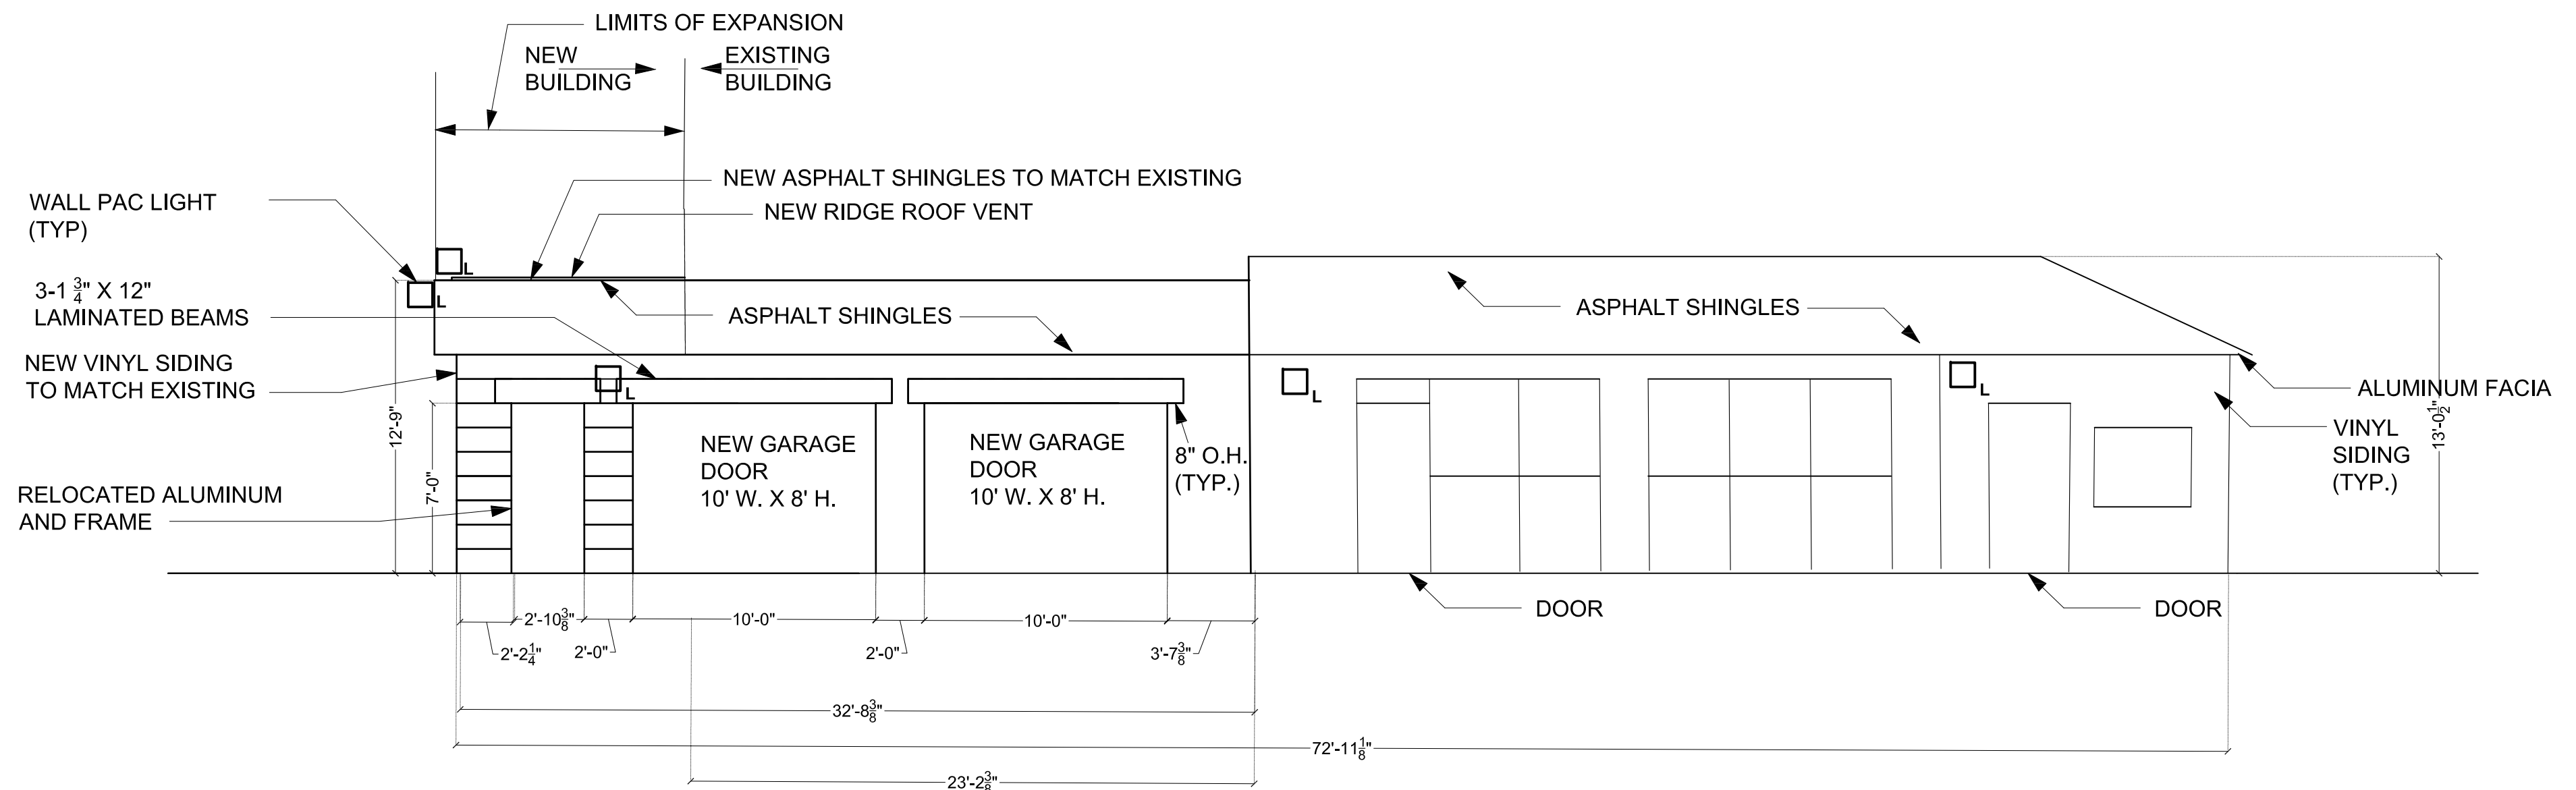 LIMITS OF EXPANSION
NEW
BUILDING
EXISTING
BUILDING
NEW ASPHALT SHINGLES TO MATCH EXISTING
NEW RIDGE ROOF VENT
WALL PAC LIGHT
(TYP)
L
L
3-1 3/4" X 12"
LAMINATED BEAMS
ASPHALT SHINGLES
ASPHALT SHINGLES
NEW VINYL SIDING
TO MATCH EXISTING
L
L
L
ALUMINUM FACIA
12'-9"
7'-0"
13'-0 1/2"
NEW GARAGE
DOOR
10' W. X 8' H.
NEW GARAGE
DOOR
10' W. X 8' H.
8" O.H.
(TYP.)
VINYL
SIDING
(TYP.)
RELOCATED ALUMINUM
AND FRAME
DOOR
DOOR
2'-10 3/8"
10'-0"
10'-0"
2'-2 1/4"
2'-0"
2'-0"
3'-7 3/8"
32'-8 3/8"
72'-11 1/8"
23'-2 3/8"